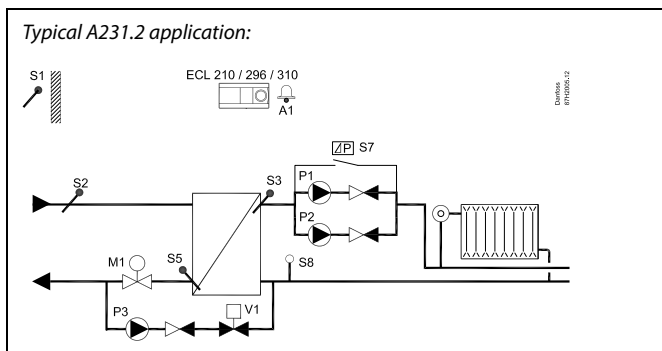 Typical A231.2 application:
S1
ECL 210 / 296 / 310
A1
Danfoss
87H2005.12
P S7
S2
S3
P1
P2
M1
S5
S8
P3
V1